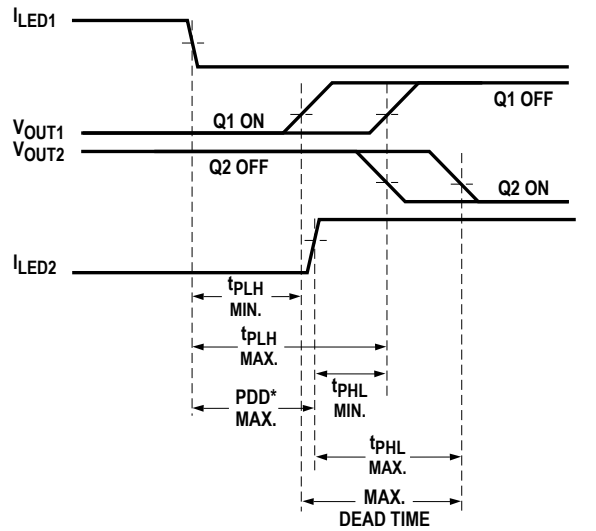 ILED1
Q1 ON
Q1 OFF
VOUT1
VOUT2
Q2 OFF
Q2 ON
ILED2
tPLH
MIN.
tPLH
MAX.
PDD*
MAX.
tPHL
MIN.
tPHL
MAX.
MAX.
DEAD TIME